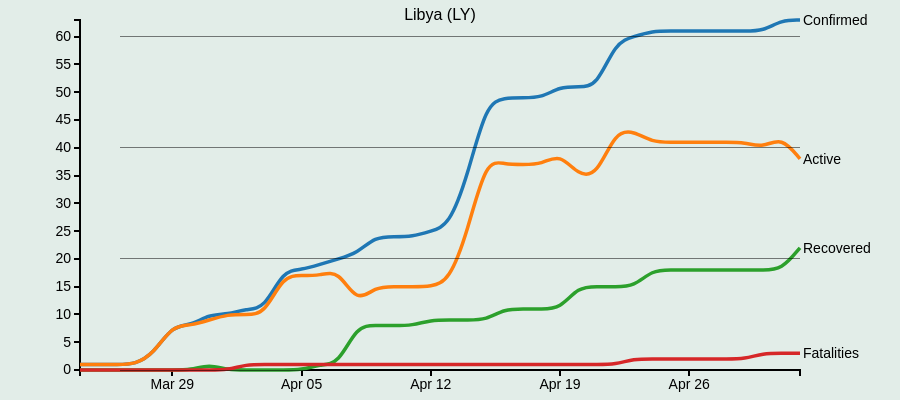 Libya (LY)
Confirmed
60
55
50
45
40
Active
35
30
25
Recovered
20
15
10
5
Fatalities
0
Mar 29 Apr 05 Apr 12 Apr 19 Apr 26